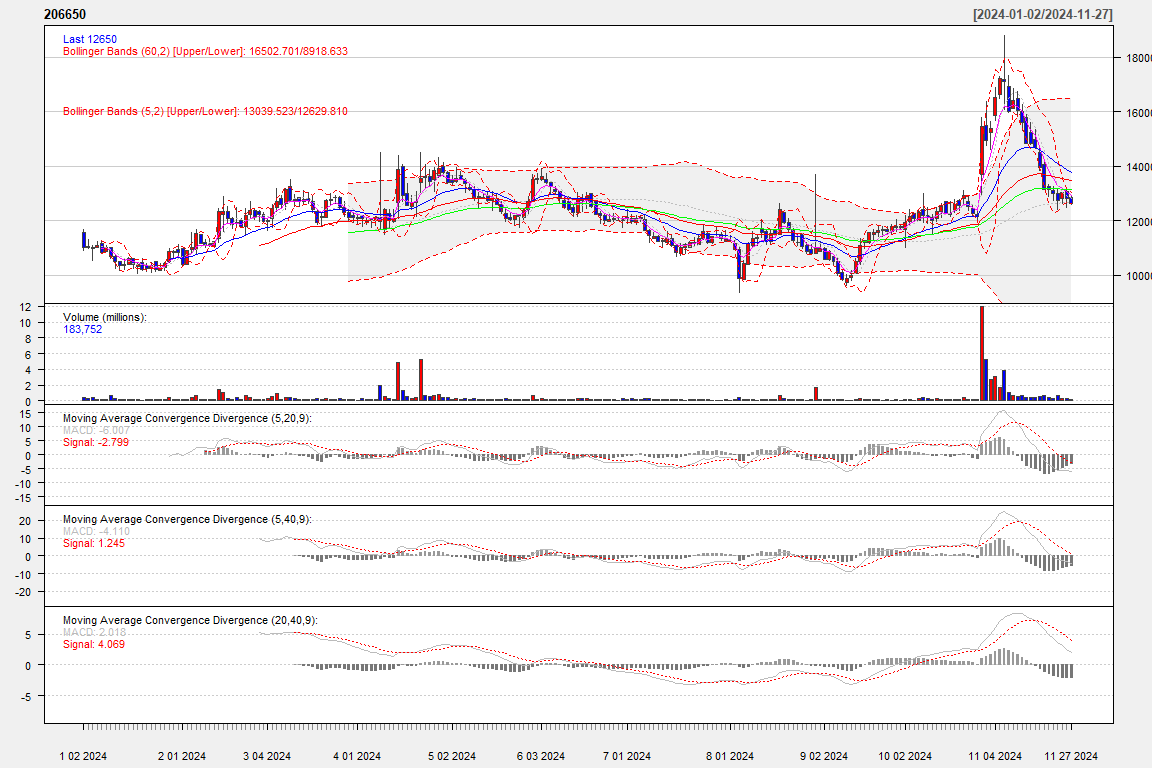 206650 [2024-01-02/2024-11-27]
Last 12650
Bollinger Bands (60,2) [Upper/Lower]: 16502.701/8918.633
Bollinger Bands (5,2) [Upper/Lower]: 13039.523/12629.810
18000
16000
14000
12000
10000
Volume (millions):
183,752
12
10
8
6
4
2
0
Moving Average Convergence Divergence (5,20,9):
MACD: -6.007
Signal: -2.799
15
10
5
0
-5
-10
-15
Moving Average Convergence Divergence (5,40,9):
MACD: -4.110
Signal: 1.245
20
10
0
-10
-20
Moving Average Convergence Divergence (20,40,9):
MACD: 2.018
Signal: 4.069
5
0
-5
1 02 2024 2 01 2024 3 04 2024 4 01 2024 5 02 2024 6 03 2024 7 01 2024 8 01 2024 9 02 2024 10 02 2024 11 04 2024 11 27 2024